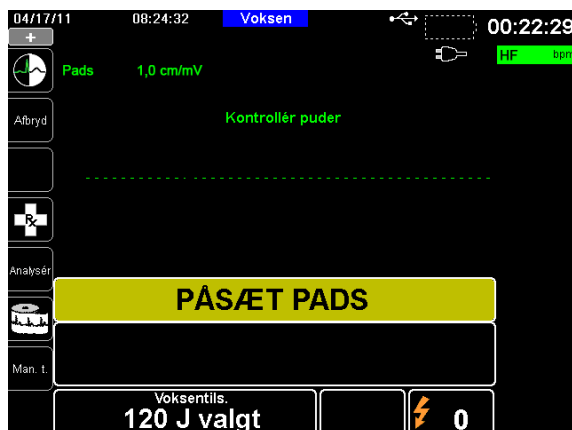 04/17/11 08:24:32 Voksen 00:22:29
+
HF bpm
Pads 1,0 cm/mV
Afbryd
Kontrollér puder
Rx
Analysér
PÅSÆT PADS
Man. t.
Voksentils.
120 J valgt
0